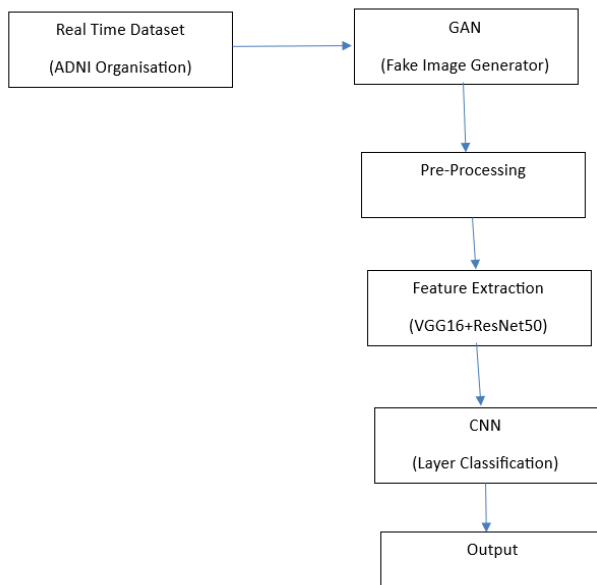 Real Time Dataset
(ADNI Organisation)
GAN
(Fake Image Generator)
Pre-Processing
Feature Extraction
(VGG16+ResNet50)
CNN
(Layer Classification)
Output